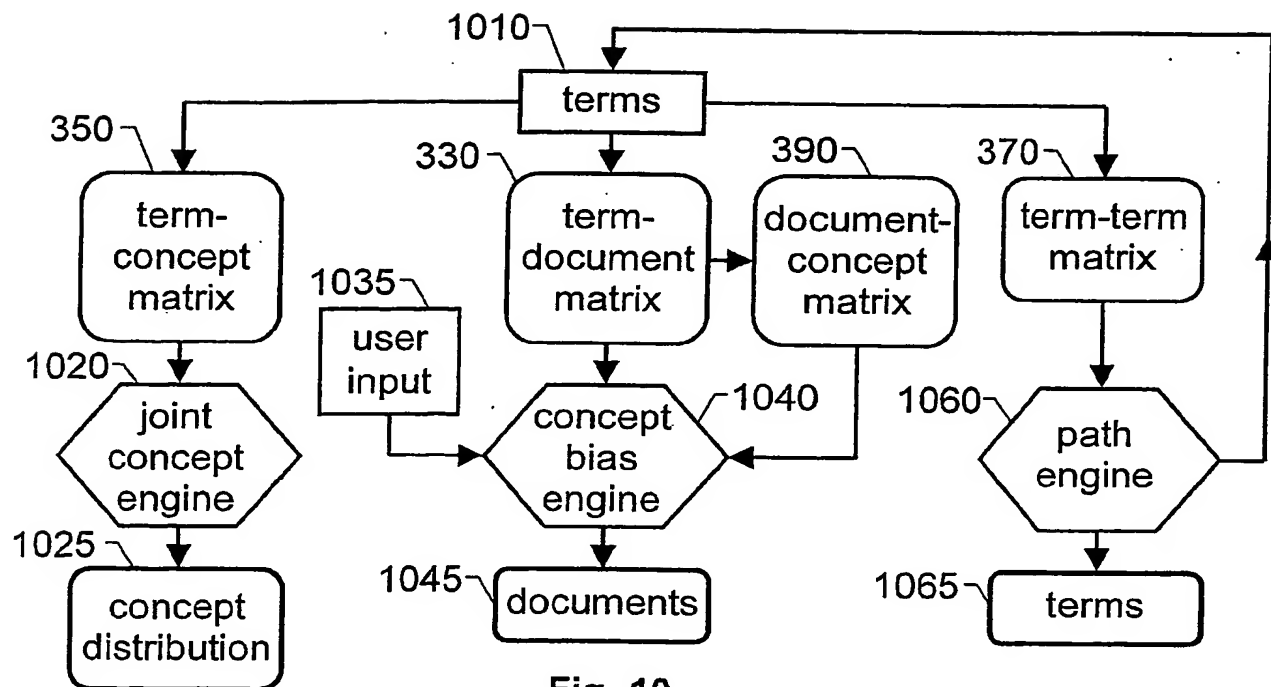 1010
terms
350
term-
concept
matrix
330
term-
document
matrix
390
document-
concept
matrix
370
term-term
matrix
1035
user
input
1020
joint
concept
engine
1040
concept
bias
engine
1060
path
engine
1025
concept
distribution
1045
documents
1065
terms
Fig. 10